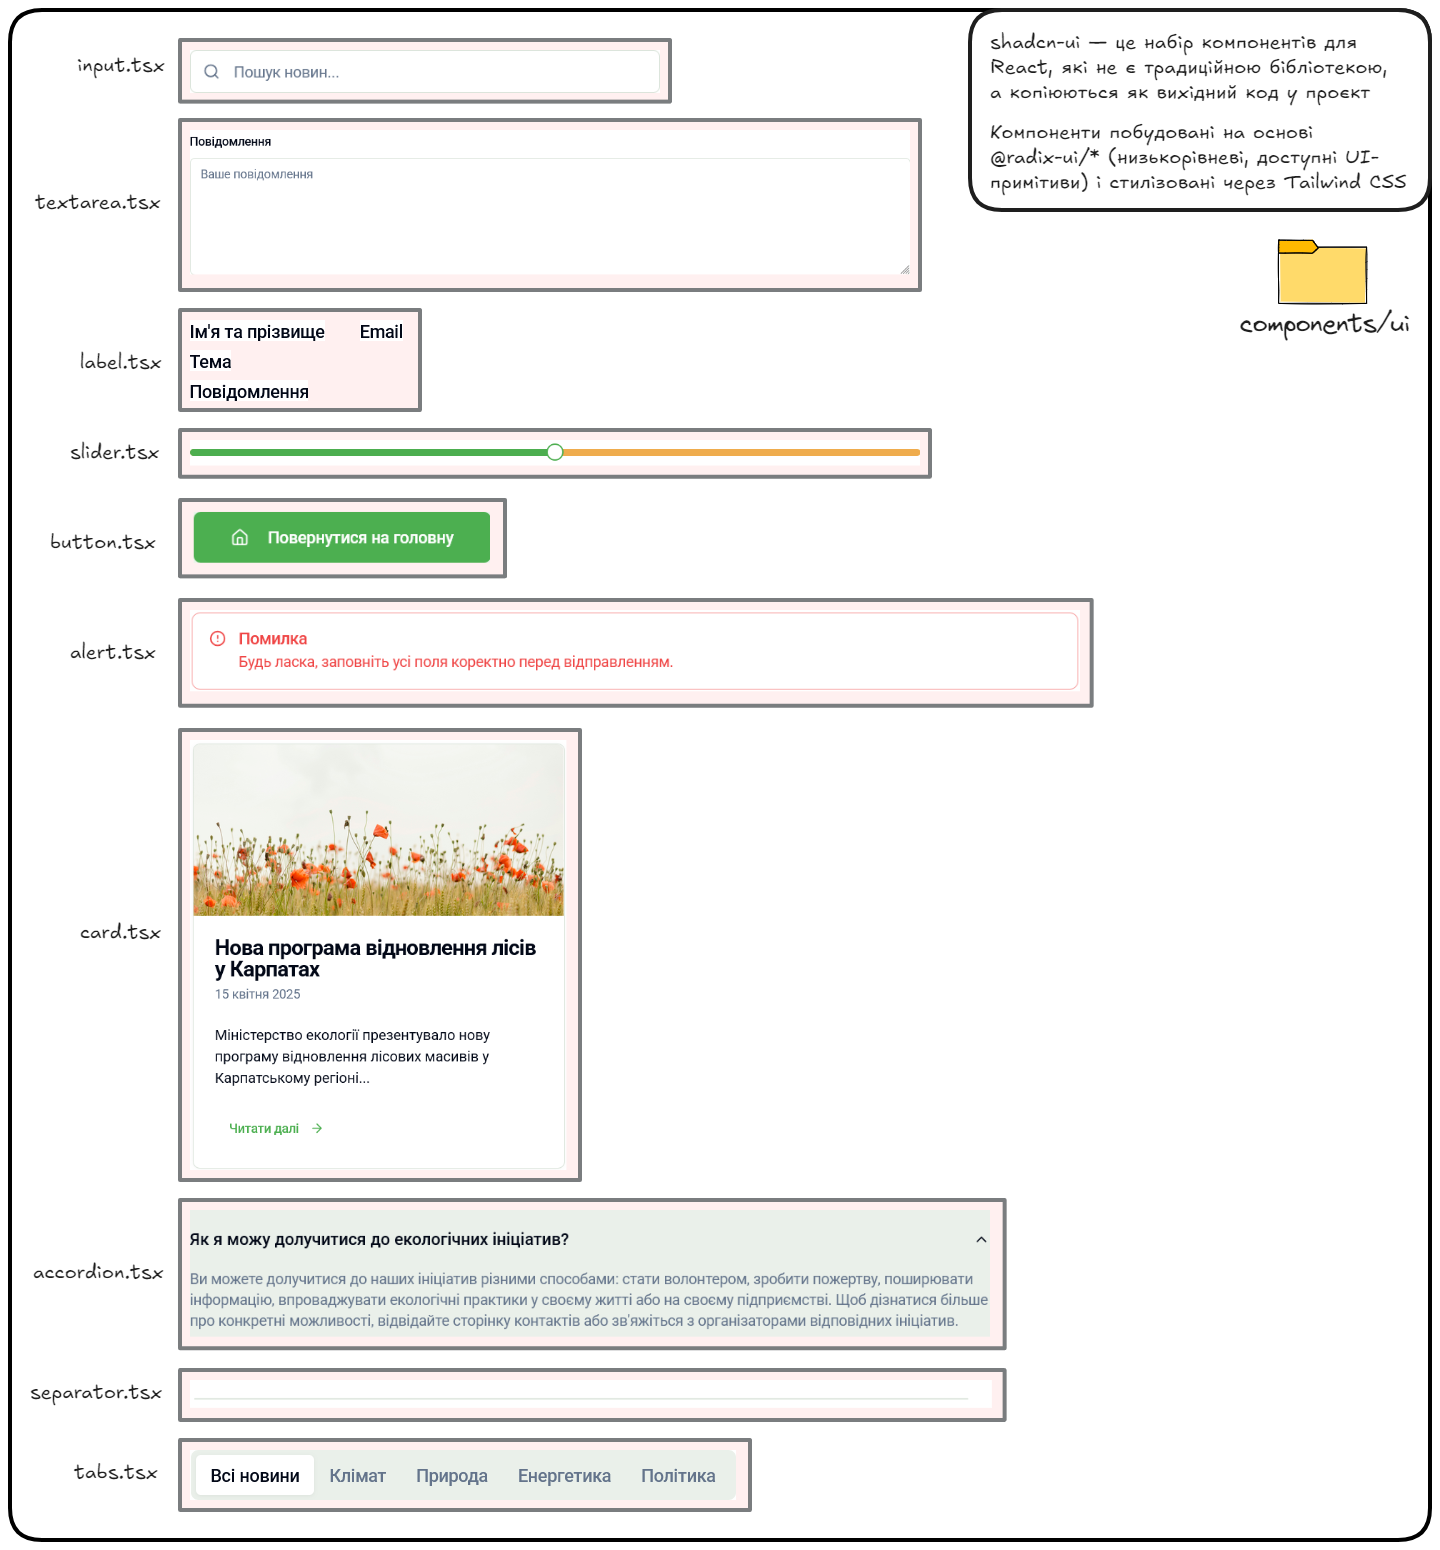 shadcn-ui — це набір компонентів для
React, які не є традиційною бібліотекою,
а копіюються як вихідний код у проєкт
Компоненти побудовані на основі
@radix-ui/* (низькорівневі, доступні UI-
примітиви) і стилізовані через Tailwind CSS
components/ui
input.tsx
Пошук новин...
textarea.tsx
Повідомлення
Ваше повідомлення
label.tsx
Ім'я та прізвище Email
Тема
Повідомлення
slider.tsx
button.tsx
Повернутися на головну
alert.tsx
Помилка
Будь ласка, заповніть усі поля коректно перед відправленням.
card.tsx
Нова програма відновлення лісів
у Карпатах
15 квітня 2025
Міністерство екології презентувало нову
програму відновлення лісових масивів у
Карпатському регіоні...
Читати далі
accordion.tsx
Як я можу долучитися до екологічних ініціатив?
Ви можете долучитися до наших ініціатив різними способами: стати волонтером, зробити пожертву, поширювати
інформацію, впроваджувати екологічні практики у своєму житті або на своєму підприємстві. Щоб дізнатися більше
про конкретні можливості, відвідайте сторінку контактів або зв'яжіться з організаторами відповідних ініціатив.
separator.tsx
tabs.tsx
Всі новини Клімат Природа Енергетика Політика